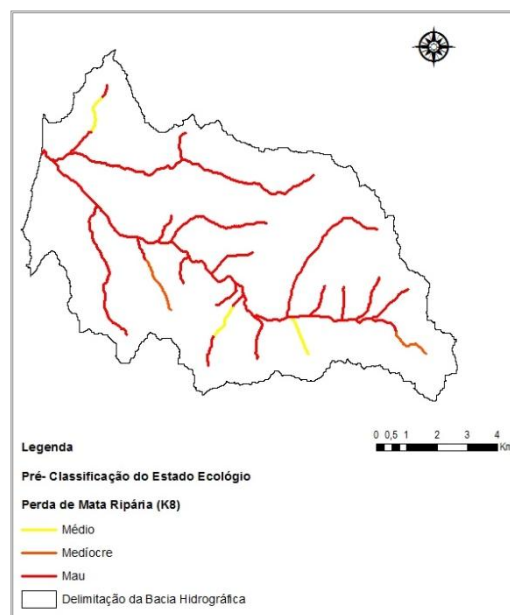 0 0,5 1 2 3 4
Km
Legenda
Pré- Classificação do Estado Ecológio
Perda de Mata Ripária (K8)
Médio
Medíocre
Mau
Delimitação da Bacia Hidrográfica